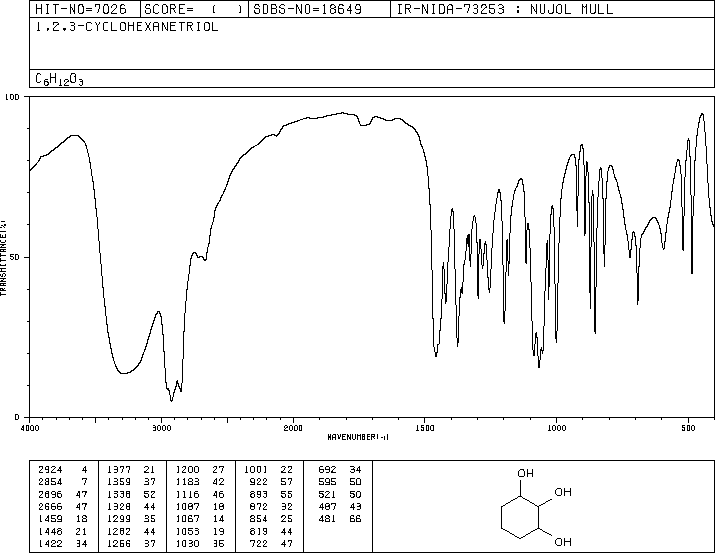 HIT-NO=7026 SCORE= ( ) SDBS-NO=18649 IR-NIDA-73253 : NUJOL MULL
1,2,3-CYCLOHEXANETRIOL
C6H12O3
100
50
0
TRANSMITTANCE(%)
4000 3000 2000 1500 1000 500
WAVENUMBER(-1)
2924 4 1377 21 1200 27 1001 22 692 34
2854 7 1359 37 1183 42 922 57 595 50
2696 47 1338 52 1116 46 893 55 521 50
2666 47 1328 44 1087 18 872 32 487 43
1459 18 1299 35 1067 14 854 25 481 66
1448 21 1282 44 1053 19 819 44
1422 34 1256 37 1030 36 722 47
OH
OH
OH